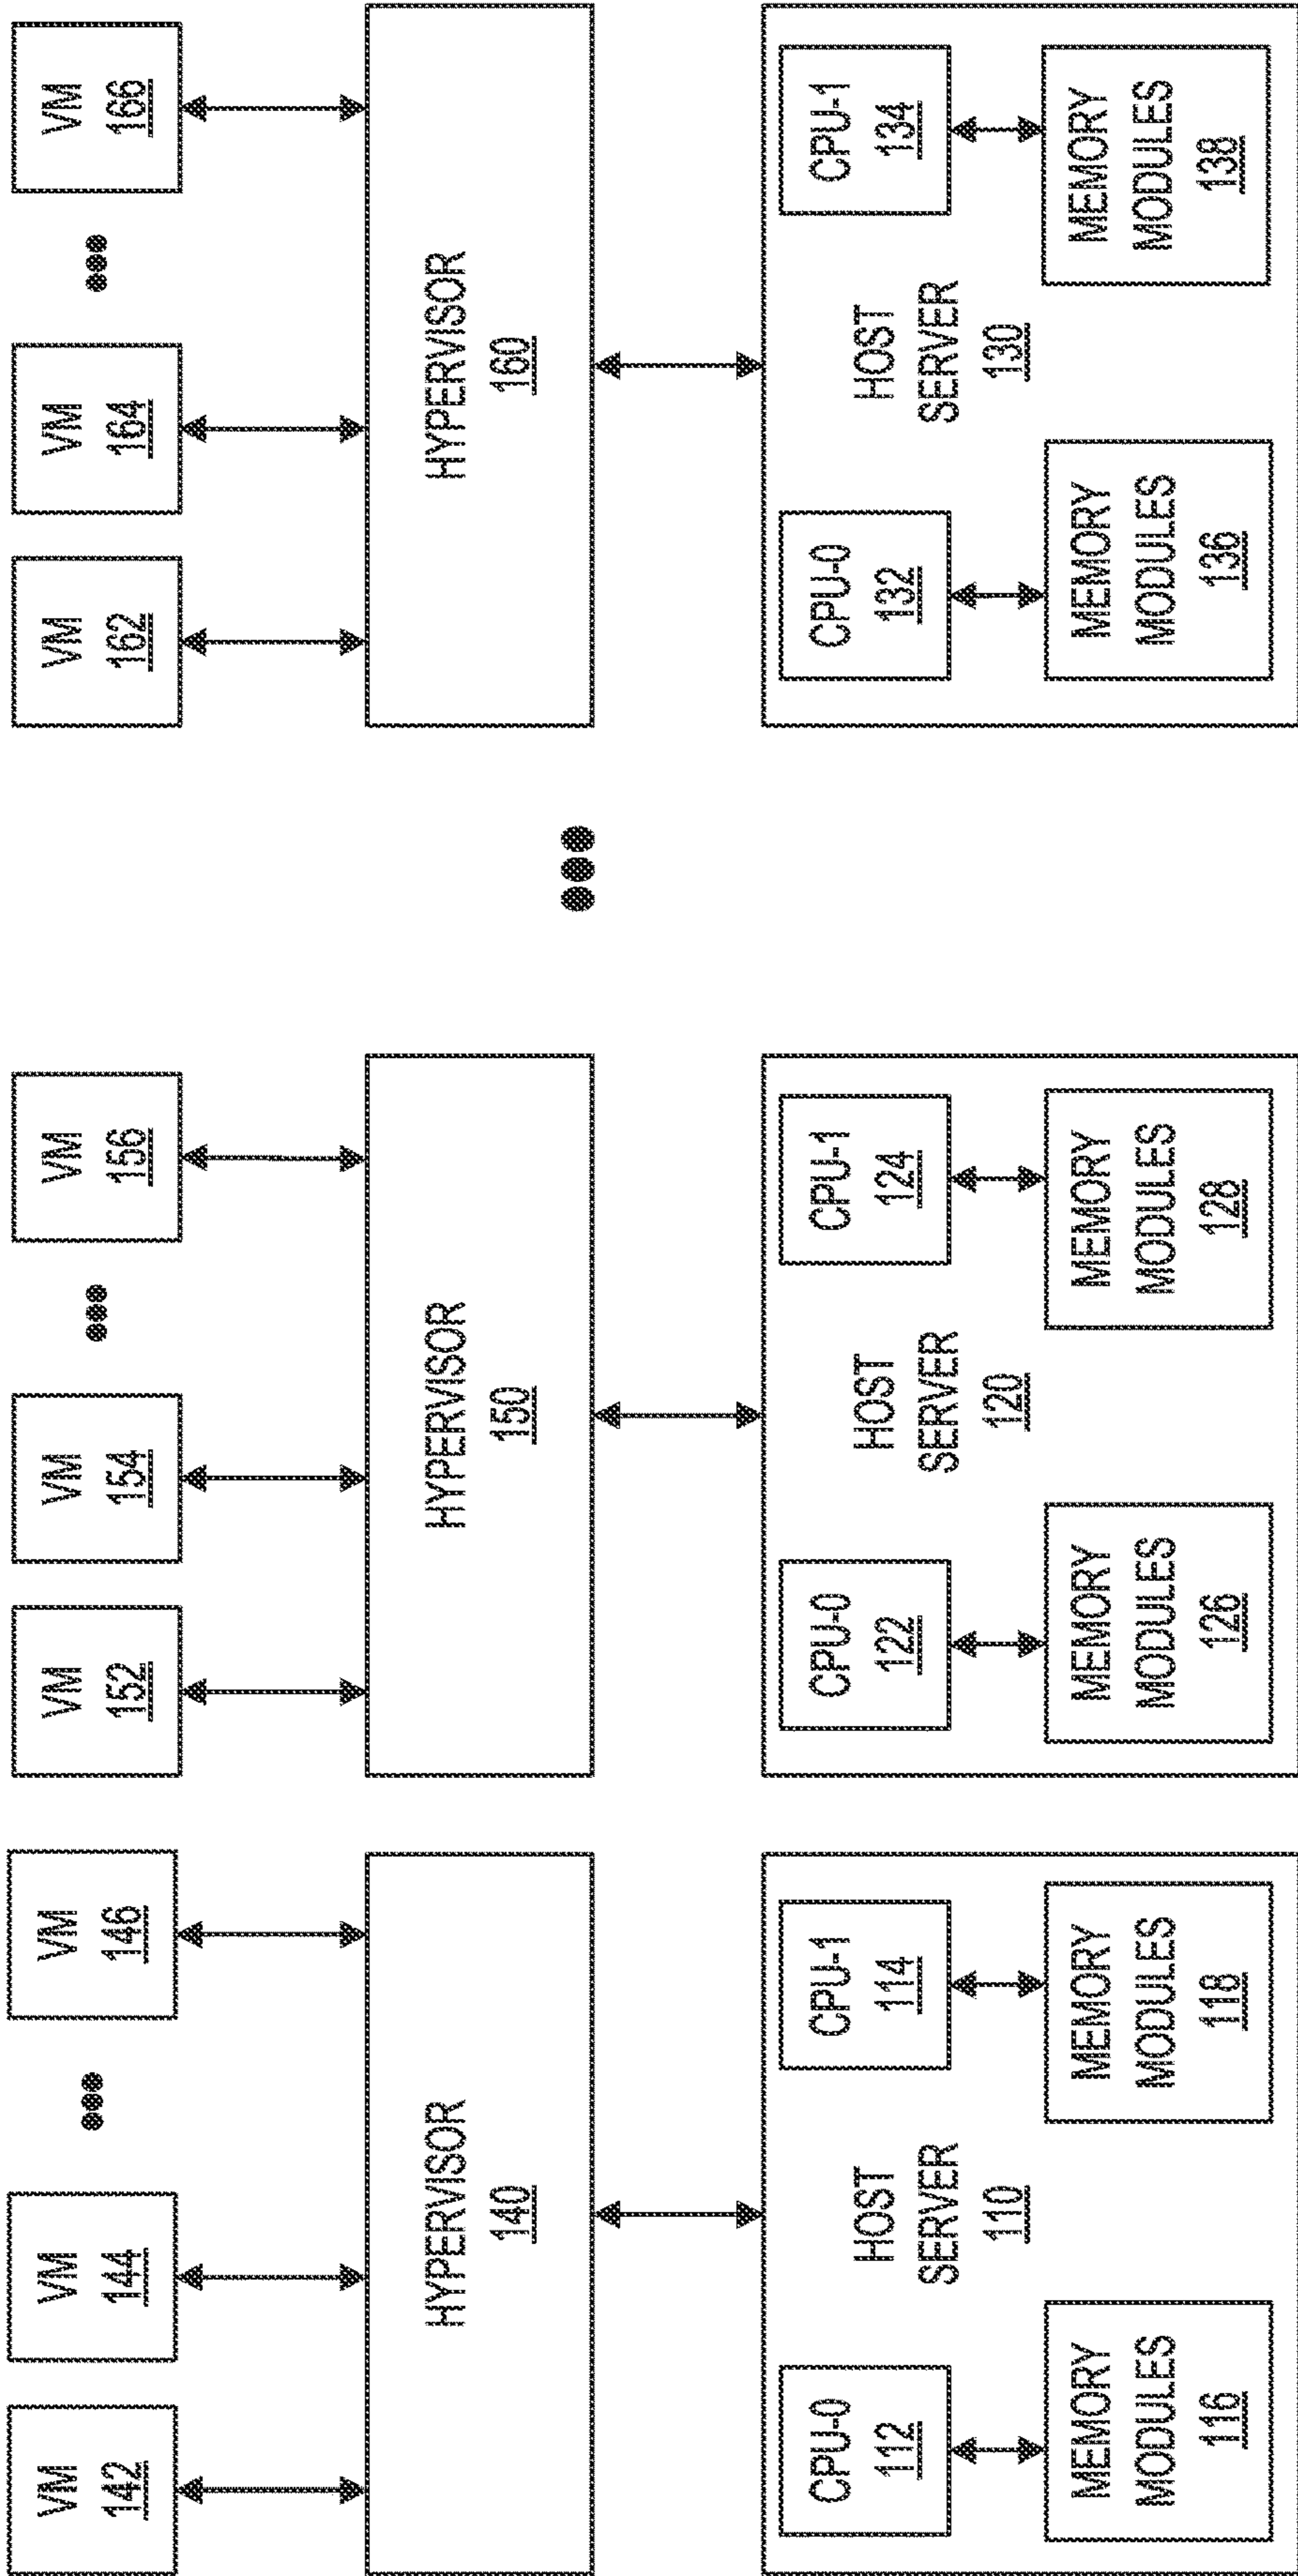 VM
142
VM
144
VM
146
VM
152
VM
154
VM
156
VM
162
VM
164
VM
166
HYPERVISOR
140
HYPERVISOR
150
HYPERVISOR
160
CPU-0
112
HOST
SERVER
110
CPU-1
114
MEMORY
MODULES
116
MEMORY
MODULES
118
CPU-0
122
HOST
SERVER
120
CPU-1
124
MEMORY
MODULES
126
MEMORY
MODULES
128
CPU-0
132
HOST
SERVER
130
CPU-1
134
MEMORY
MODULES
136
MEMORY
MODULES
138